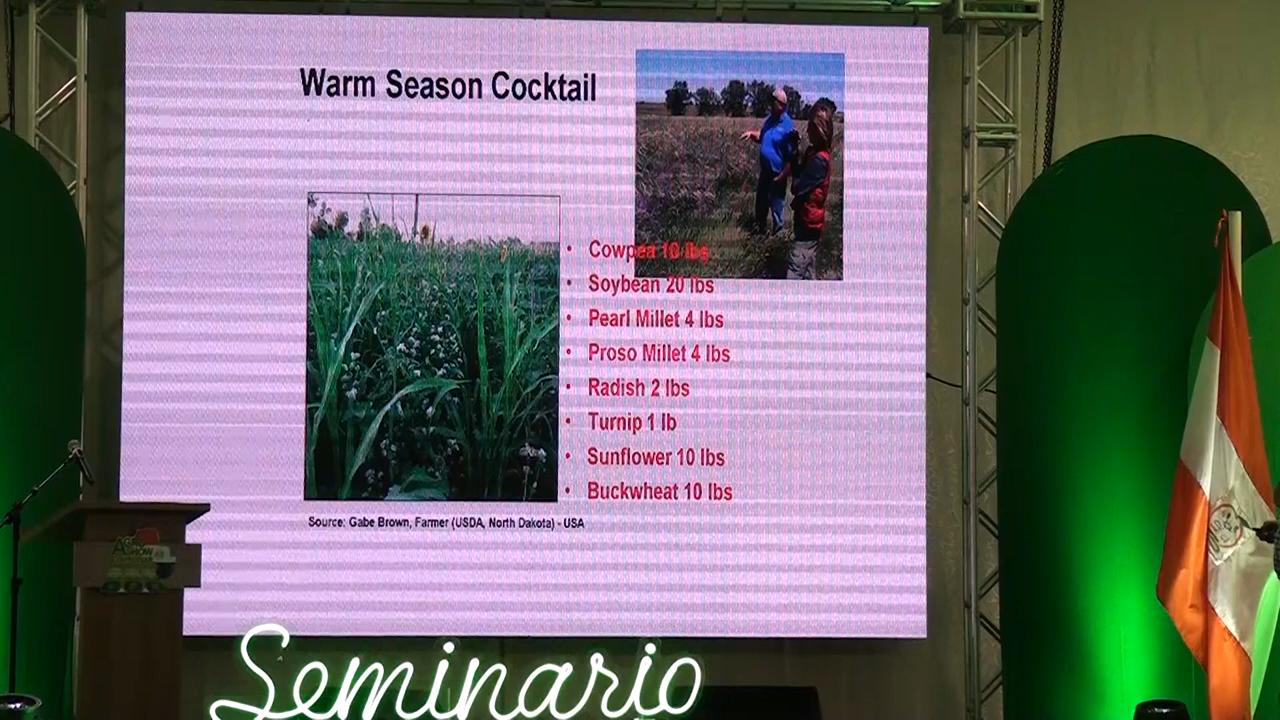 Warm Season Cocktail
• Cowpea 10 lbs
• Soybean 20 lbs
• Pearl Millet 4 lbs
• Proso Millet 4 lbs
• Radish 2 lbs
• Turnip 1 lb
• Sunflower 10 lbs
• Buckwheat 10 lbs
Source: Gabe Brown, Farmer (USDA, North Dakota) - USA
Seminario